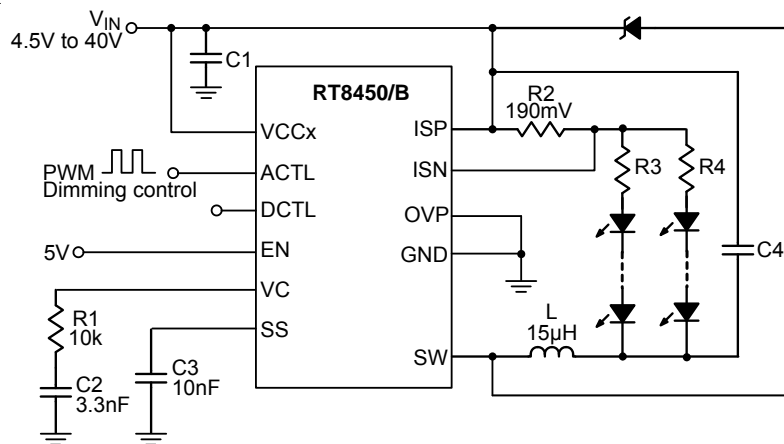 VIN
4.5V to 40V
C1
RT8450/B
VCCx
ACTL
DCTL
EN
VC
SS
ISP
ISN
OVP
GND
SW
PWM
Dimming control
5V
R1
10k
C2
3.3nF
C3
10nF
R2
190mV
R3
R4
C4
L
15µH